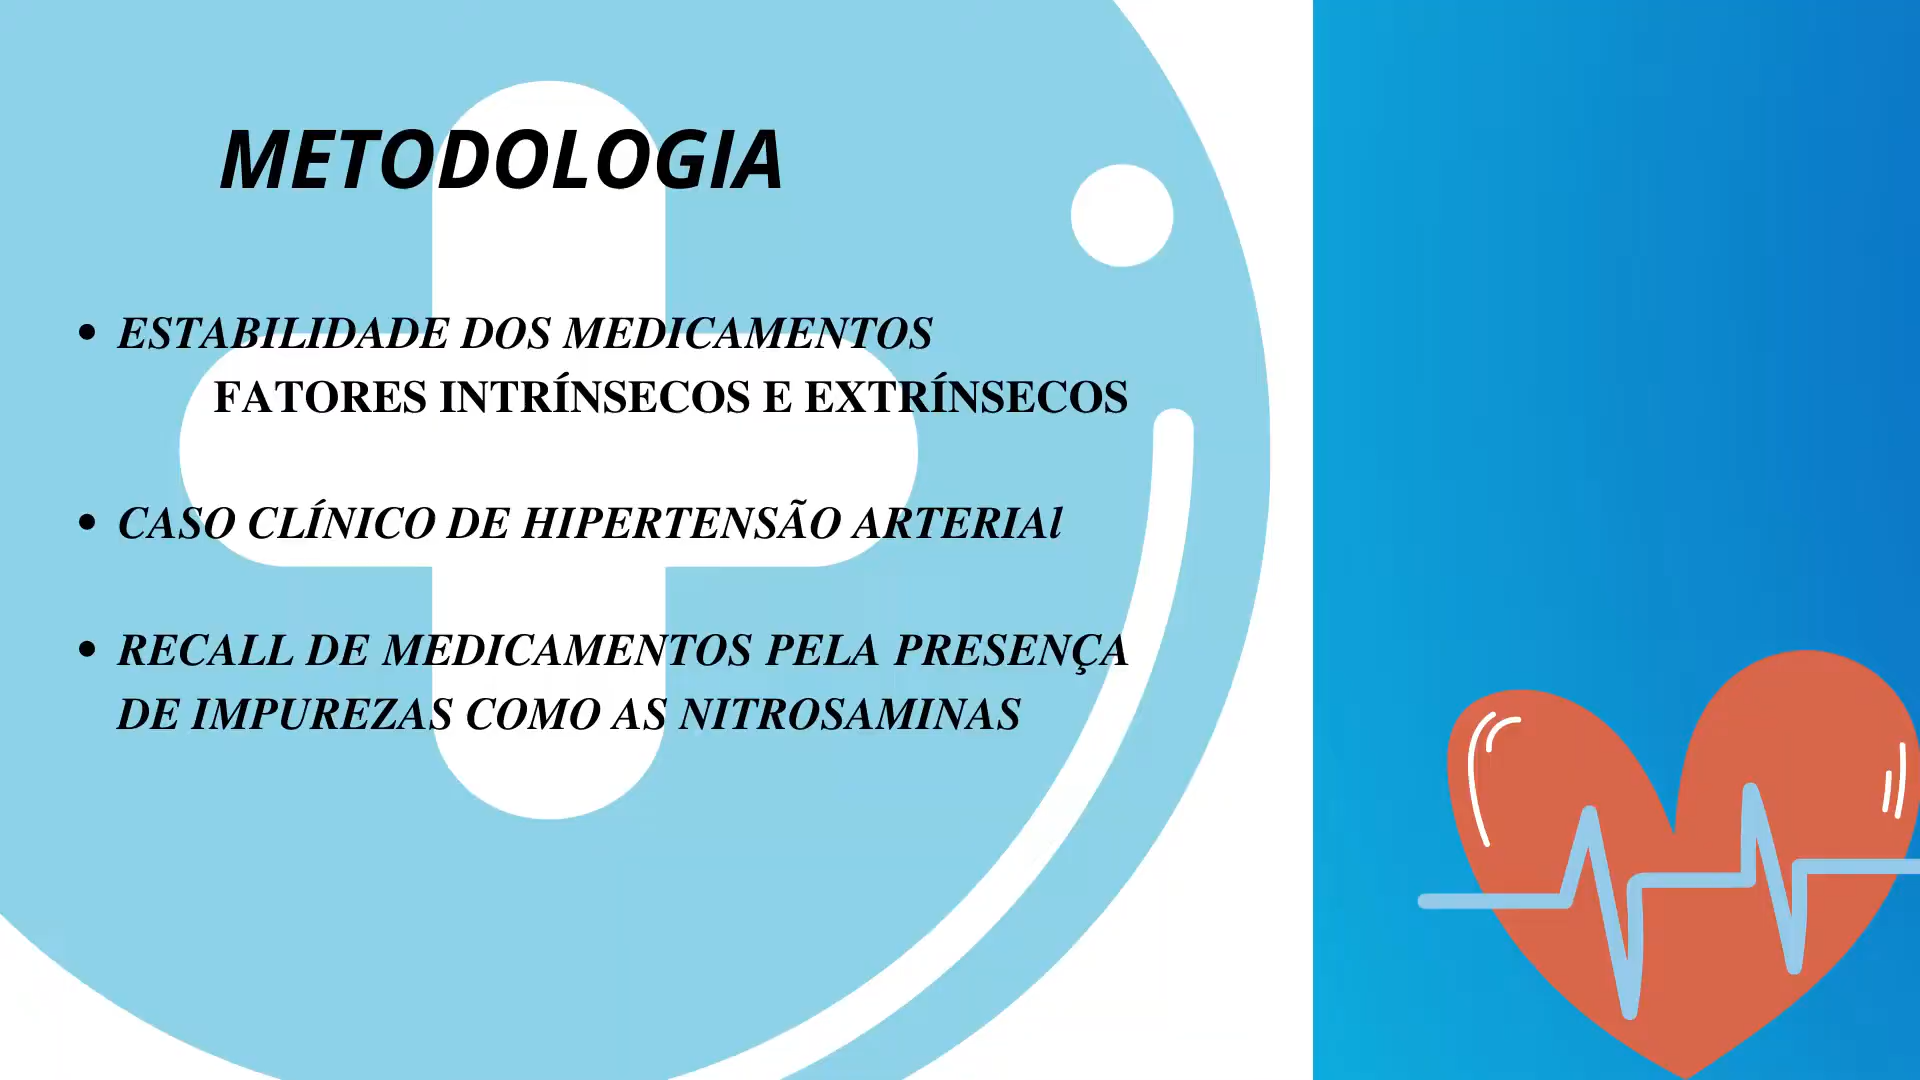 METODOLOGIA
• ESTABILIDADE DOS MEDICAMENTOS
FATORES INTRÍNSECOS E EXTRÍNSECOS
• CASO CLÍNICO DE HIPERTENSÃO ARTERIAl
• RECALL DE MEDICAMENTOS PELA PRESENÇA
DE IMPUREZAS COMO AS NITROSAMINAS